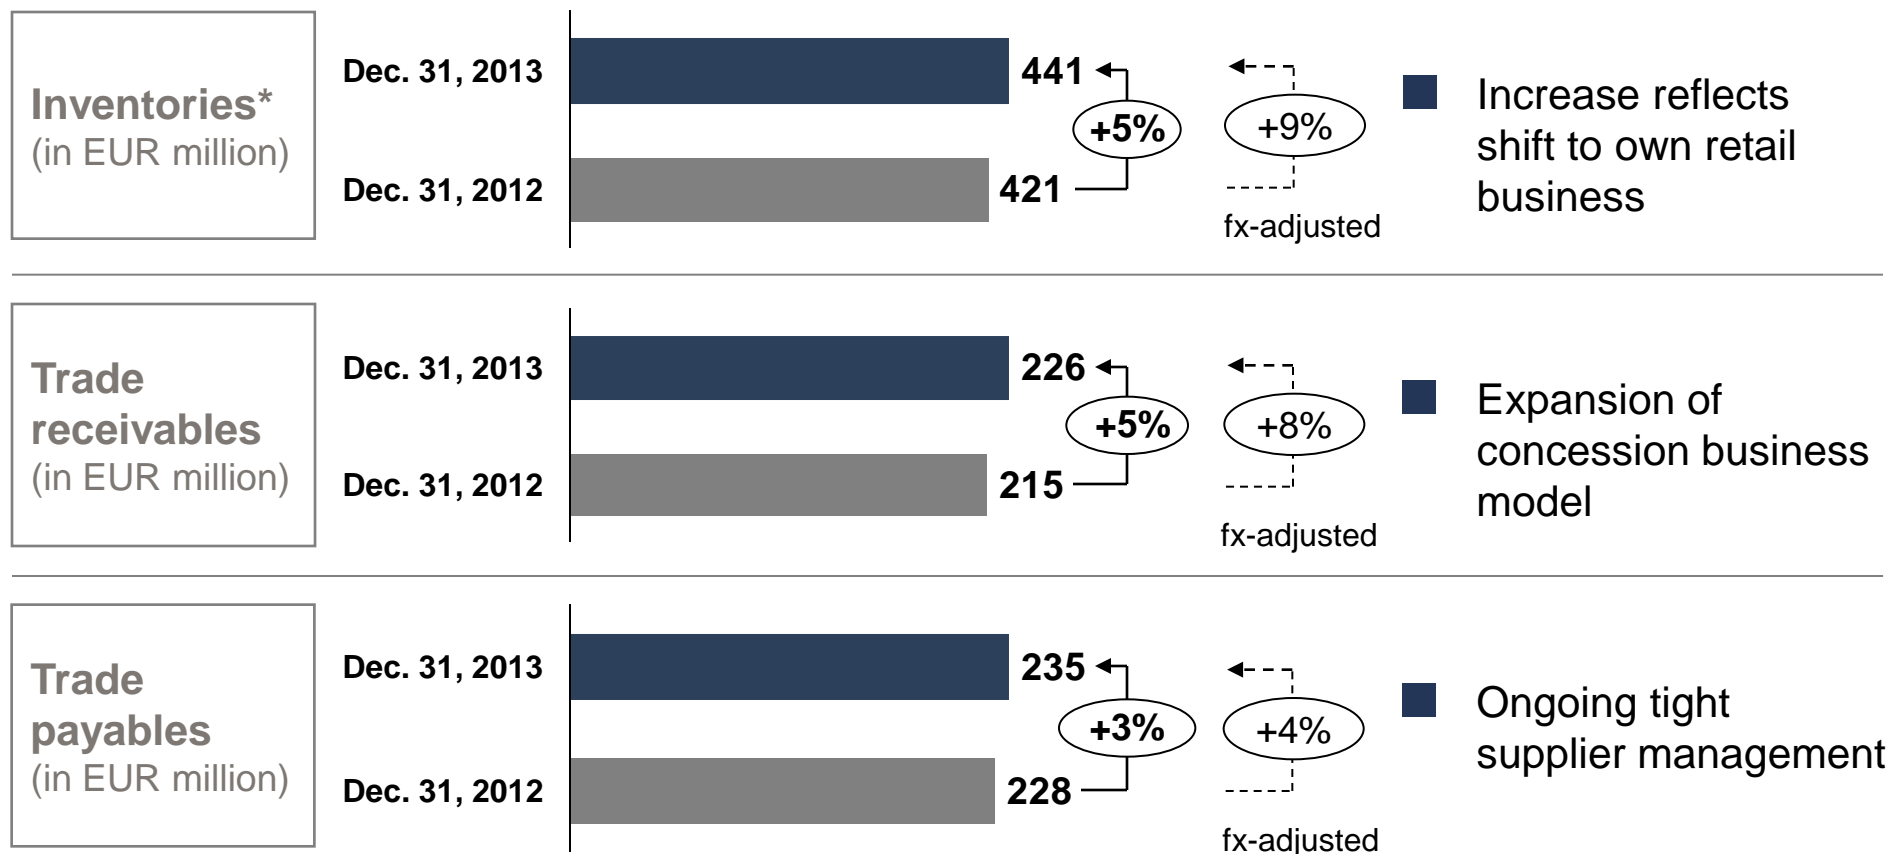 Inventories*
(in EUR million)
Dec. 31, 2013
441
Dec. 31, 2012
421
+5%
+9%
fx-adjusted
Increase reflects
shift to own retail
business
Trade
receivables
(in EUR million)
Dec. 31, 2013
226
Dec. 31, 2012
215
+5%
+8%
fx-adjusted
Expansion of
concession business
model
Trade
payables
(in EUR million)
Dec. 31, 2013
235
Dec. 31, 2012
228
+3%
+4%
fx-adjusted
Ongoing tight
supplier management